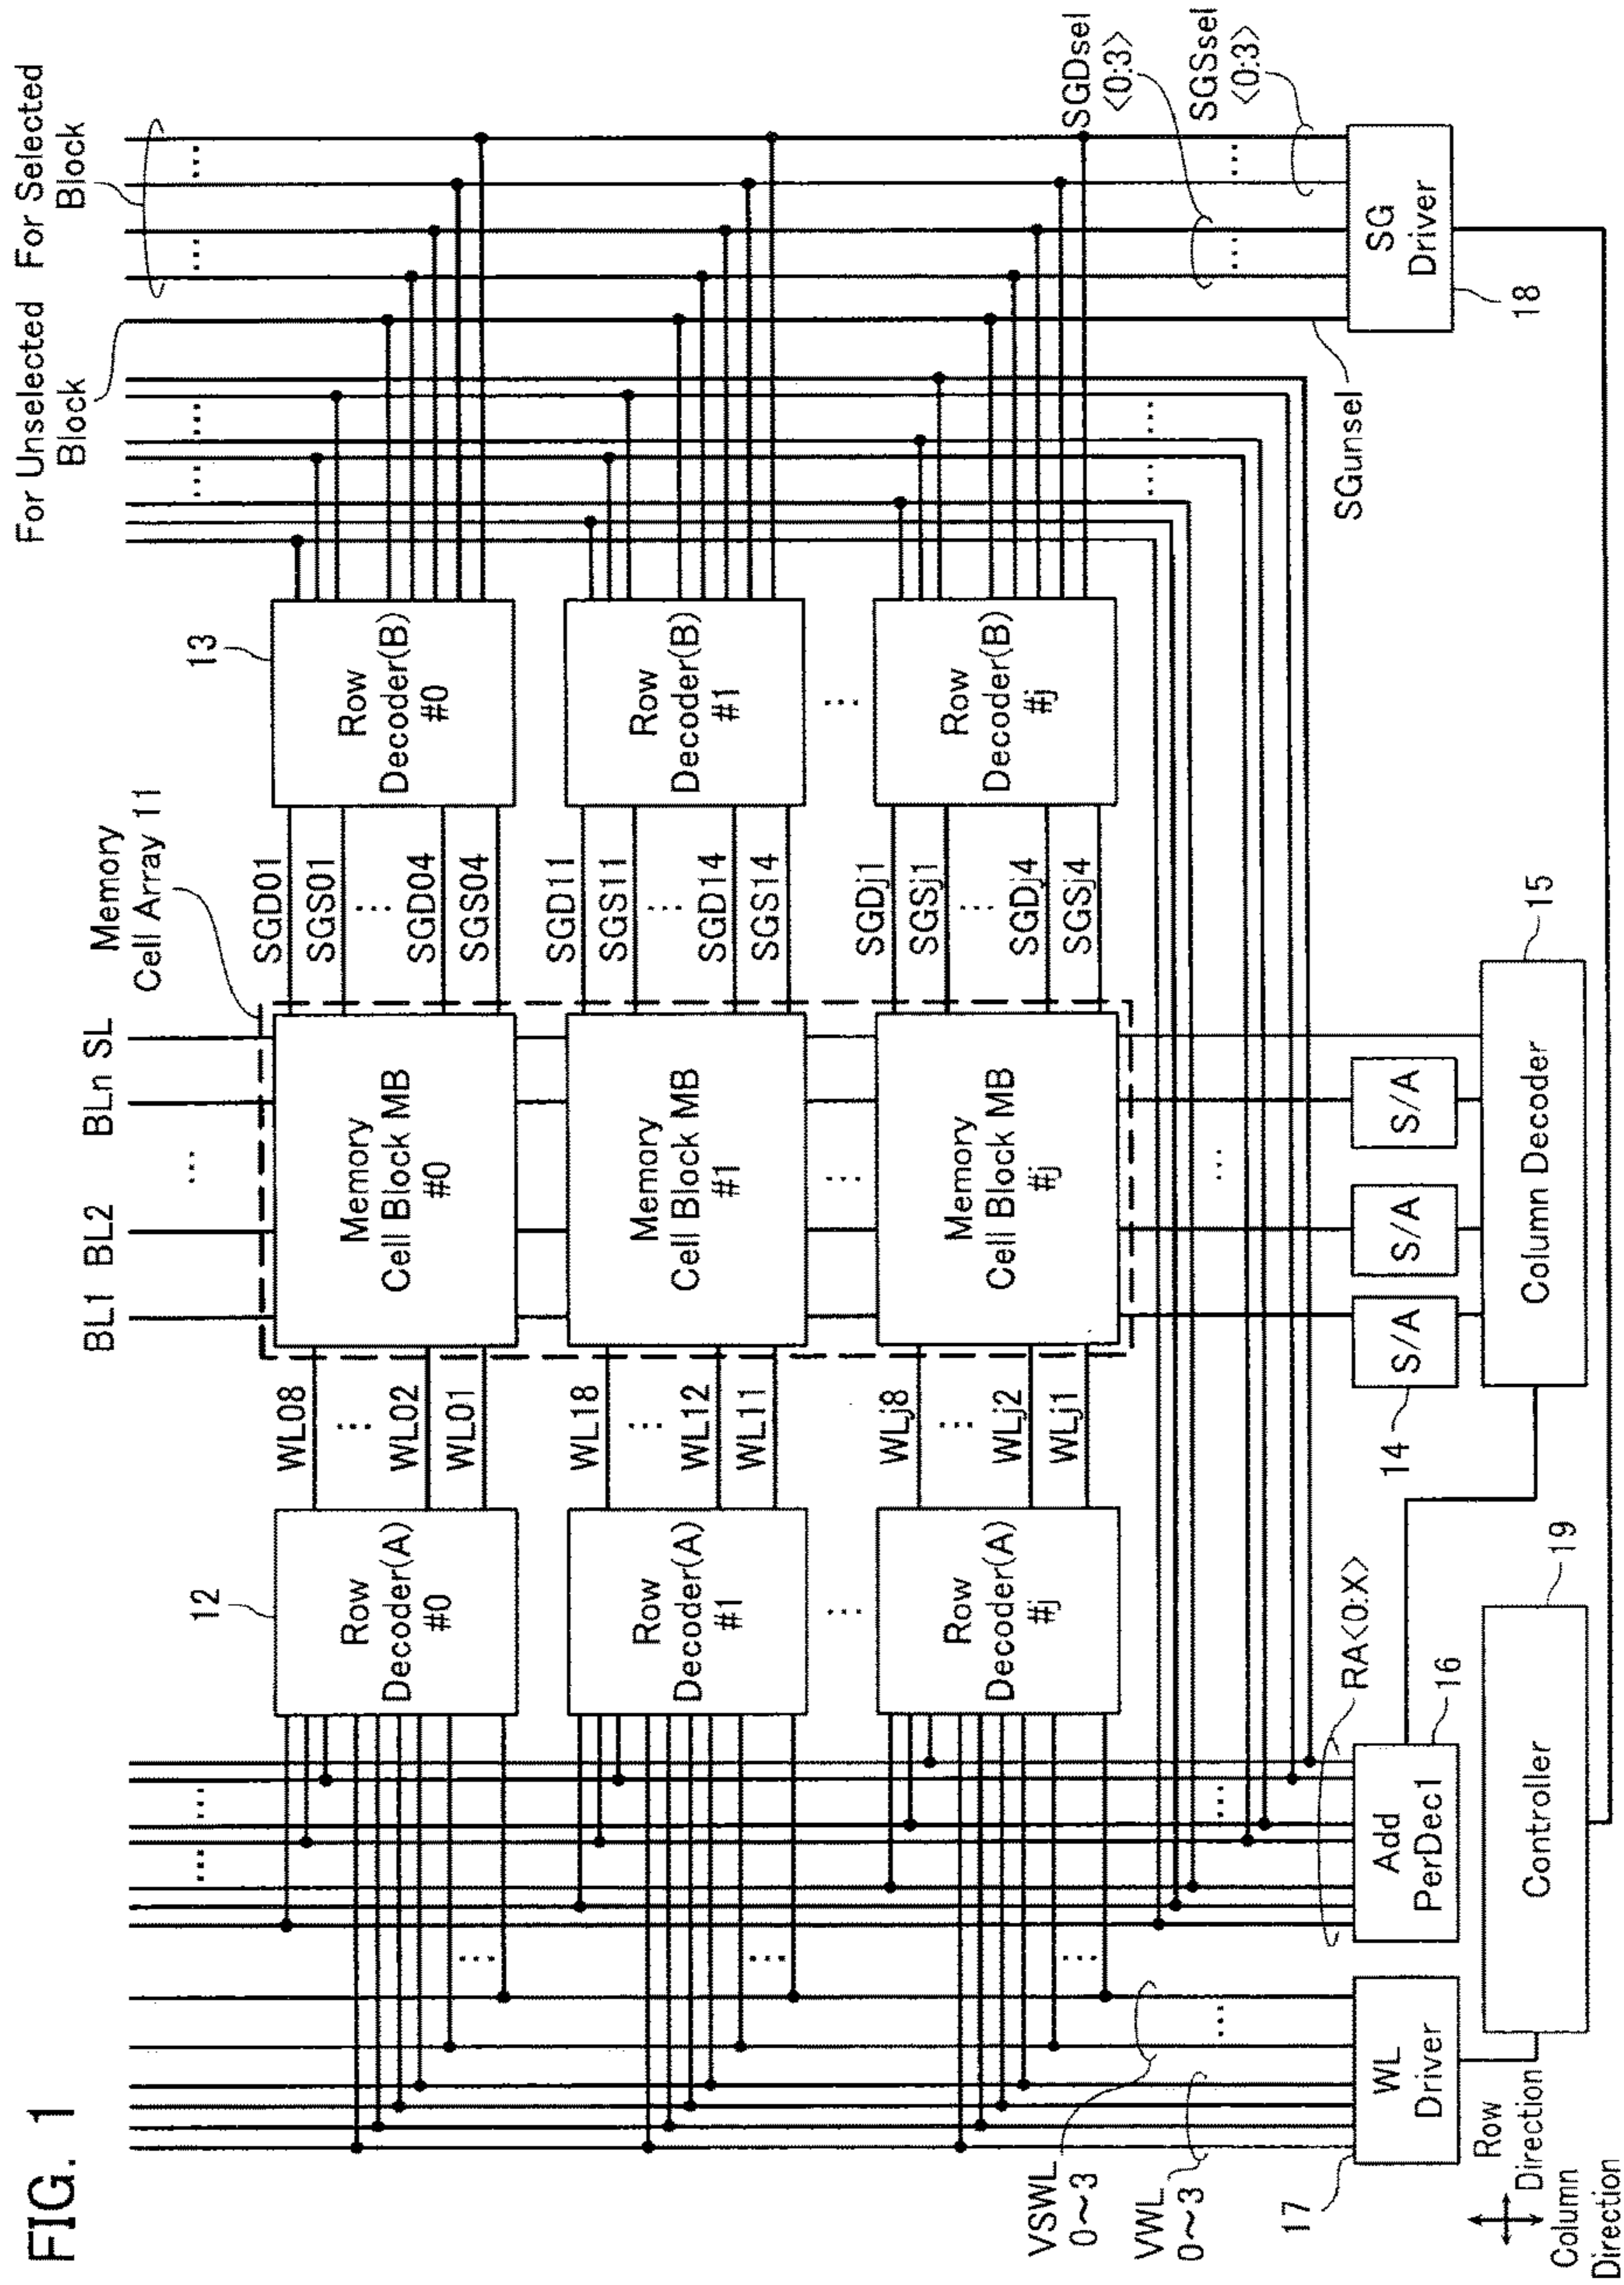 FIG. 1
BL1
BL2
...
BLn
SL
Memory
Cell Array 11
For Unselected
Block
For Selected
Block
12
13
Row
Decoder(A)
#0
WL08
...
WL02
WL01
Memory
Cell Block MB
#0
SGD01
SGS01
...
SGD04
SGS04
Row
Decoder(B)
#0
Row
Decoder(A)
#1
WL18
...
WL12
WL11
Memory
Cell Block MB
#1
SGD11
SGS11
...
SGD14
SGS14
Row
Decoder(B)
#1
Row
Decoder(A)
#j
WLj8
...
WLj2
WLj1
Memory
Cell Block MB
#j
SGDj1
SGSj1
...
SGDj4
SGSj4
Row
Decoder(B)
#j
VSWL
0~3
VWL
0~3
RA<0:X>
SGDsel
<0:3>
SGSsel
<0:3>
SGunsel
17
WL
Driver
Add
PerDec1
16
14
S/A
S/A
S/A
SG
Driver
18
Controller
19
Column Decoder
15
Row
Direction
Column
Direction